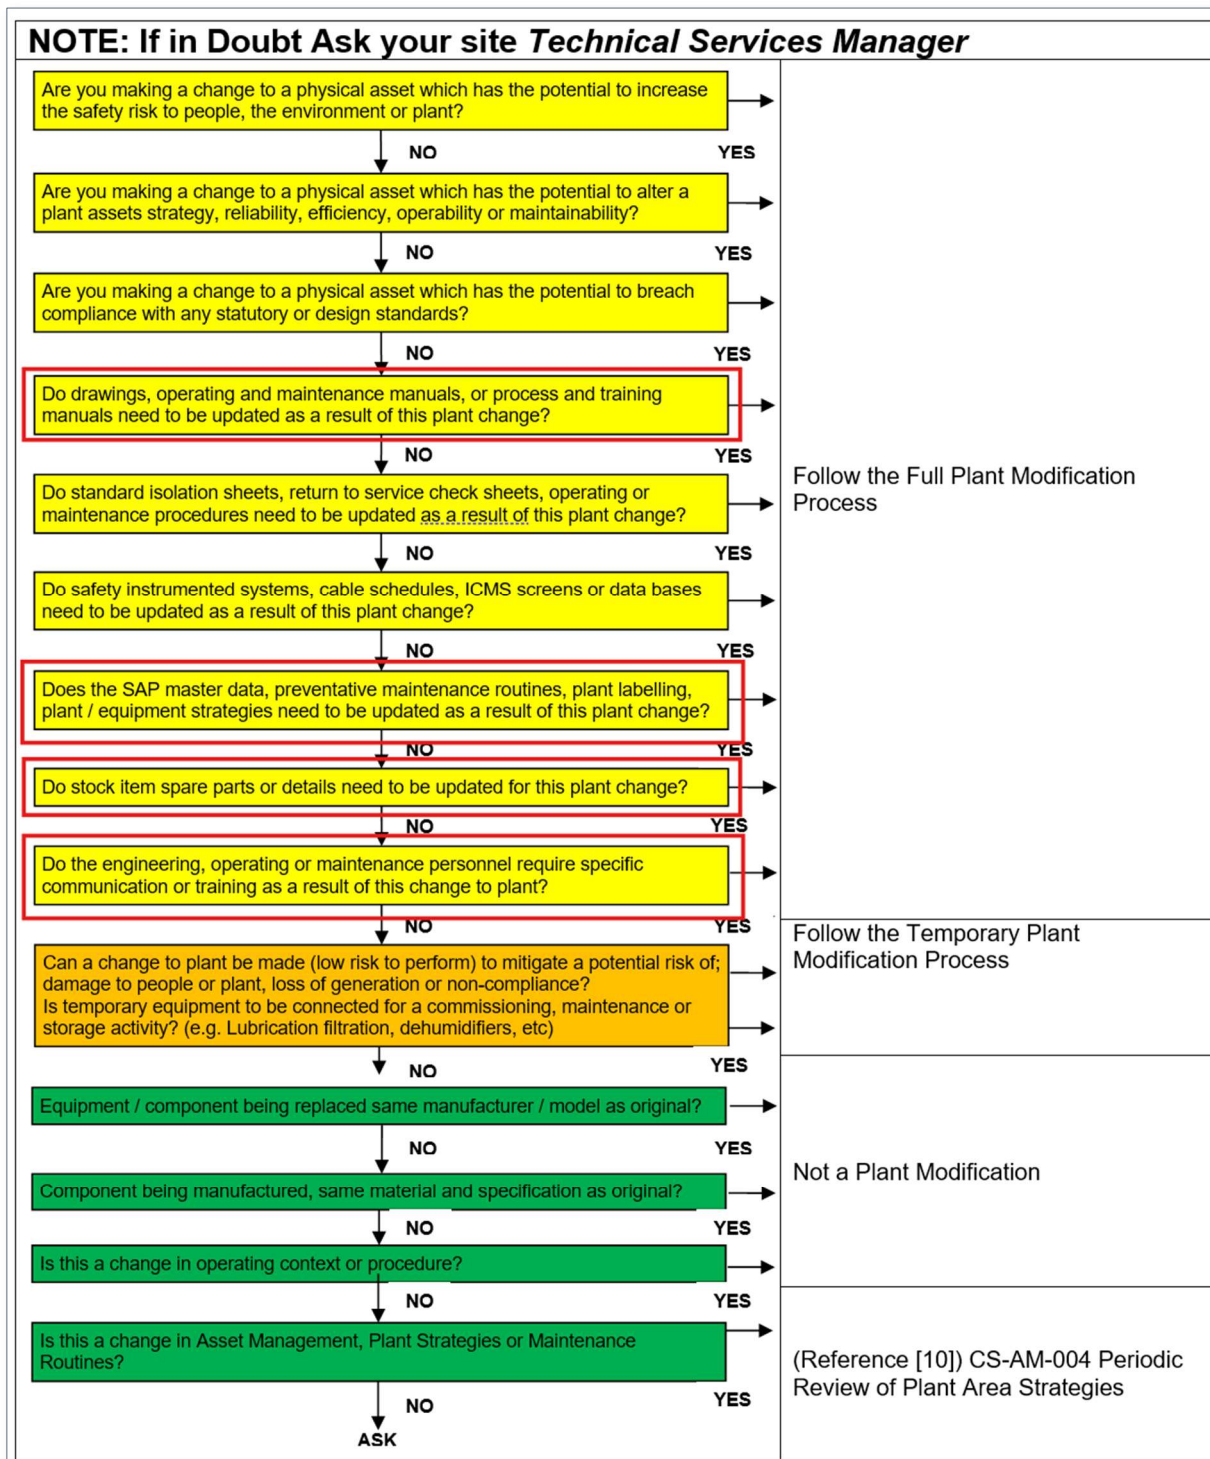 NOTE: If in Doubt Ask your site Technical Services Manager
Are you making a change to a physical asset which has the potential to increase
the safety risk to people, the environment or plant?
NO
YES
Are you making a change to a physical asset which has the potential to alter a
plant assets strategy, reliability, efficiency, operability or maintainability?
NO
YES
Are you making a change to a physical asset which has the potential to breach
compliance with any statutory or design standards?
NO
YES
Do drawings, operating and maintenance manuals, or process and training
manuals need to be updated as a result of this plant change?
NO
YES
Do standard isolation sheets, return to service check sheets, operating or
maintenance procedures need to be updated as a result of this plant change?
NO
YES
Do safety instrumented systems, cable schedules, ICMS screens or data bases
need to be updated as a result of this plant change?
NO
YES
Does the SAP master data, preventative maintenance routines, plant labelling,
plant / equipment strategies need to be updated as a result of this plant change?
NO
YES
Do stock item spare parts or details need to be updated for this plant change?
NO
YES
Do the engineering, operating or maintenance personnel require specific
communication or training as a result of this change to plant?
NO
YES
Follow the Full Plant Modification
Process
Can a change to plant be made (low risk to perform) to mitigate a potential risk of;
damage to people or plant, loss of generation or non-compliance?
Is temporary equipment to be connected for a commissioning, maintenance or
storage activity? (e.g. Lubrication filtration, dehumidifiers, etc)
NO
YES
Follow the Temporary Plant
Modification Process
Equipment / component being replaced same manufacturer / model as original?
NO
YES
Component being manufactured, same material and specification as original?
NO
YES
Is this a change in operating context or procedure?
NO
YES
Not a Plant Modification
Is this a change in Asset Management, Plant Strategies or Maintenance
Routines?
NO
YES
ASK
(Reference [10]) CS-AM-004 Periodic
Review of Plant Area Strategies